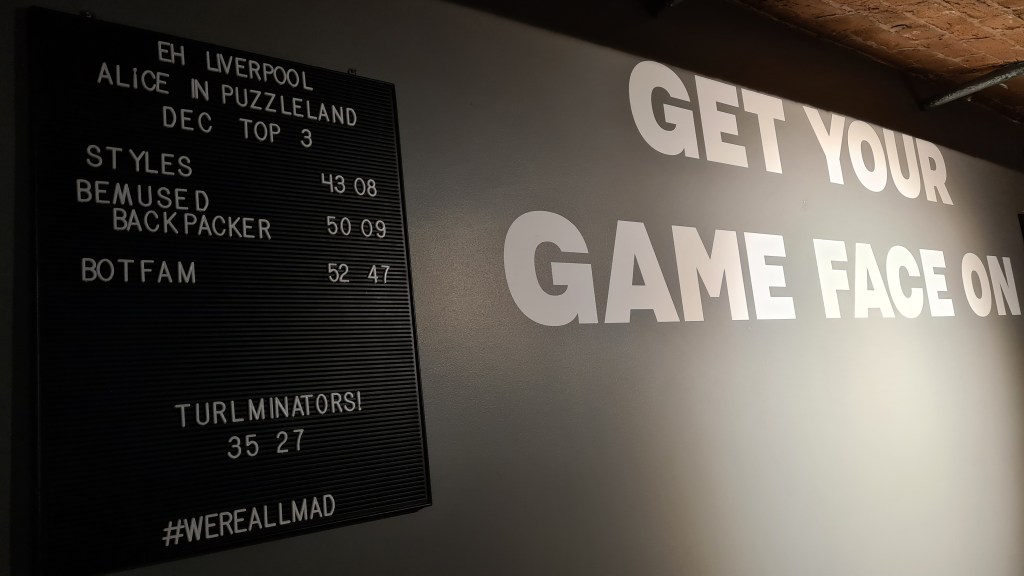 EH LIVERPOOL
ALICE IN PUZZLELAND
DEC TOP 3
STYLES 43 08
BEMUSED
BACKPACKER 50 09
BOTFAM 52 47
TURLMINATORS!
35 27
#WEREALLMAD
GET YOUR
GAME FACE ON